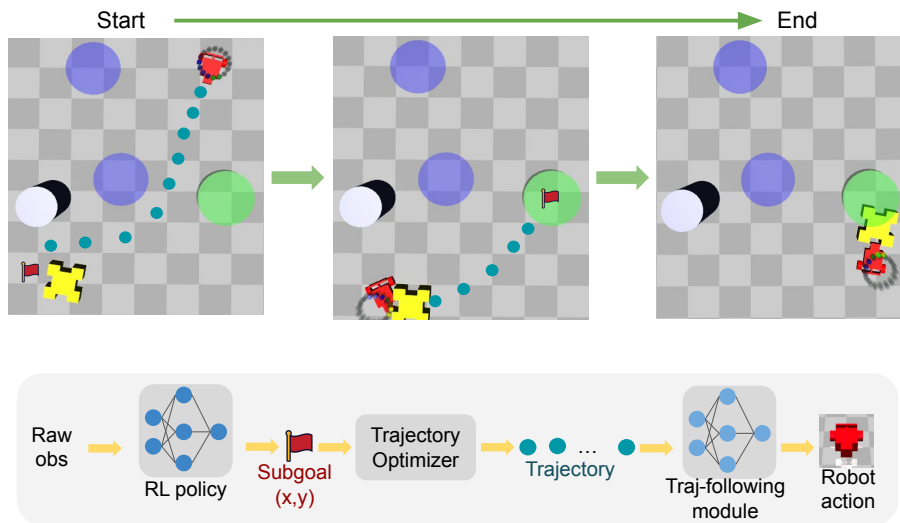 Start
End
Raw
obs
RL policy
Subgoal
(x,y)
Trajectory
Optimizer
...
Trajectory
Traj-following
module
Robot
action